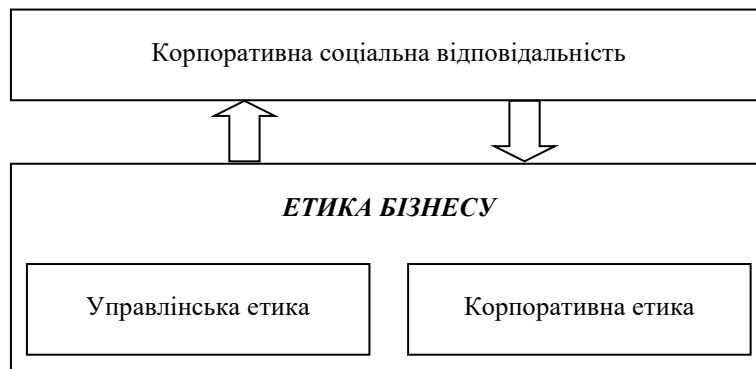 Корпоративна соціальна відповідальність
ЕТИКА БІЗНЕСУ
Управлінська етика
Корпоративна етика